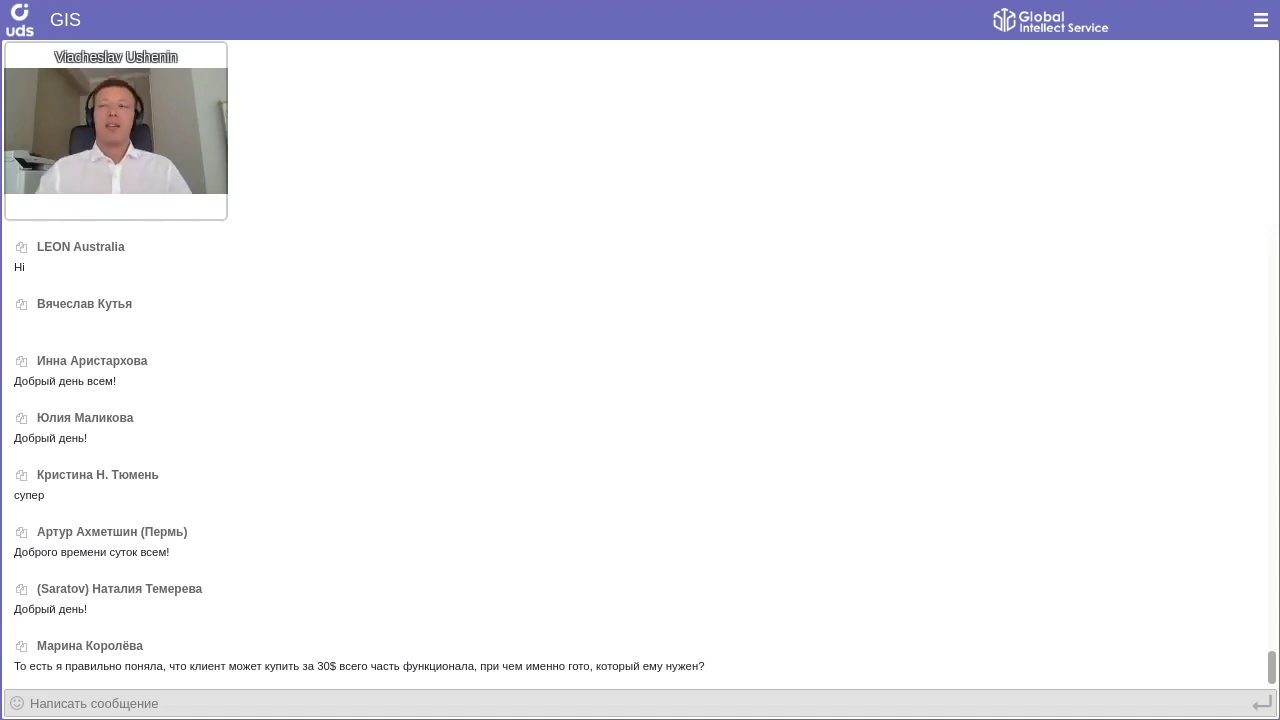 uds
GIS
Global
Intellect Service
Viacheslav Ushenin
LEON Australia
Hi
Вячеслав Кутья
Инна Аристархова
Добрый день всем!
Юлия Маликова
Добрый день!
Кристина Н. Тюмень
супер
Артур Ахметшин (Пермь)
Доброго времени суток всем!
(Saratov) Наталия Темерева
Добрый день!
Марина Королёва
То есть я правильно поняла, что клиент может купить за 30$ всего часть функционала, при чем именно гото, который ему нужен?
Написать сообщение